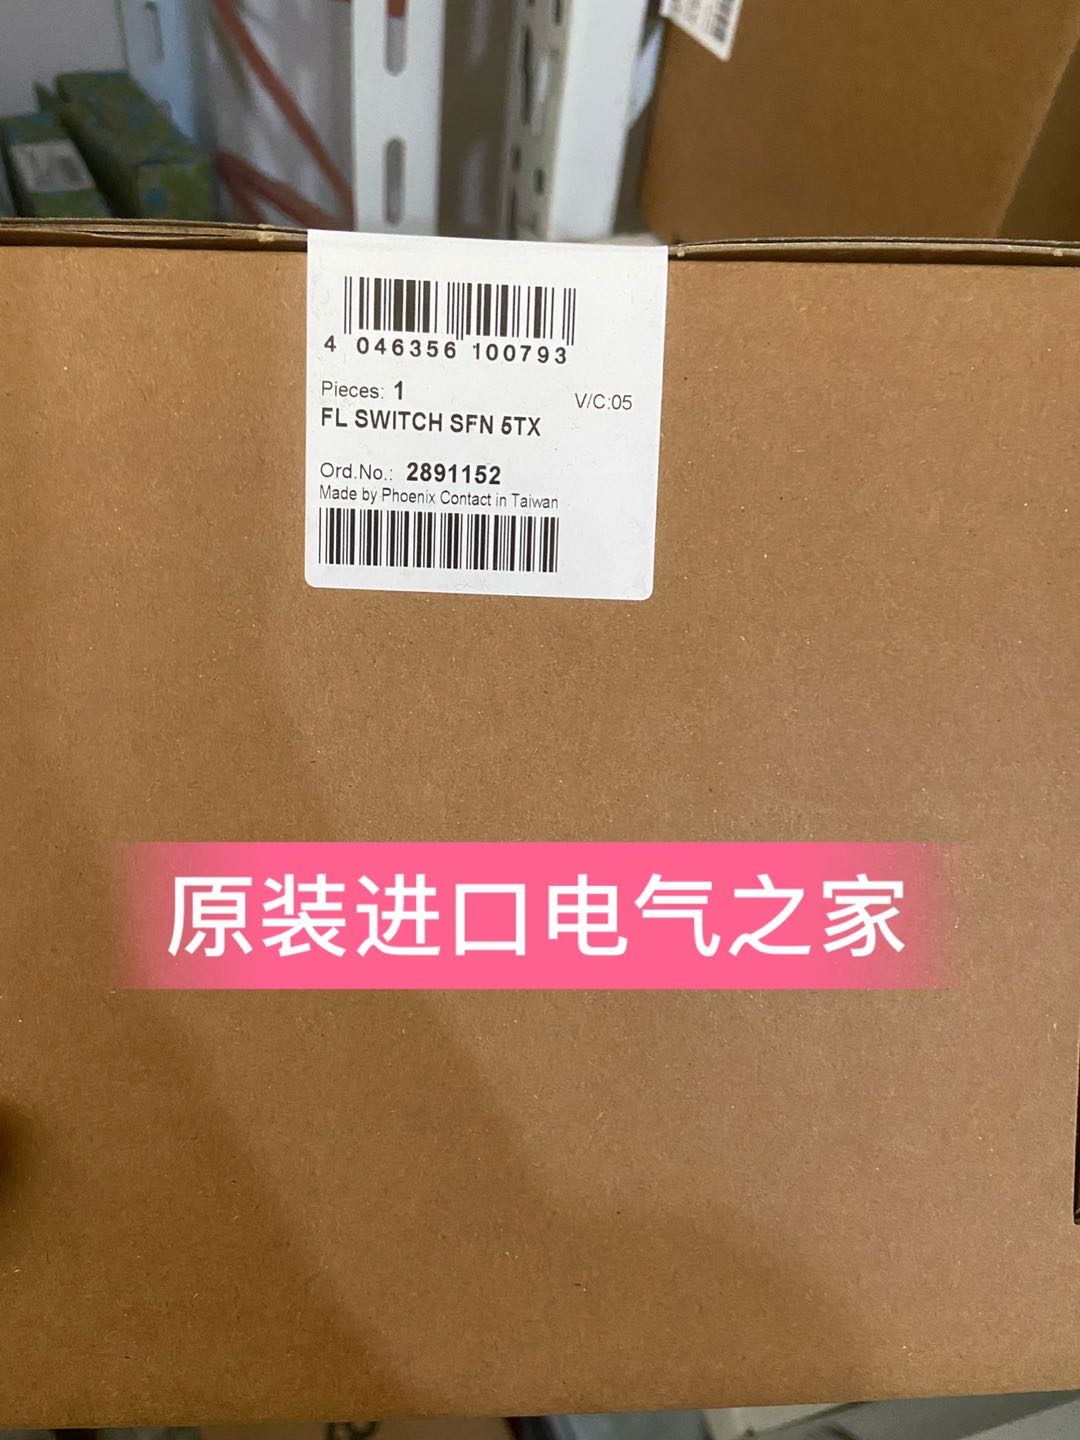 4 046356 100793
Pieces: 1
V/C:05
FL SWITCH SFN 5TX
Ord.No.: 2891152
Made by Phoenix Contact in Taiwan
原装进口电气之家